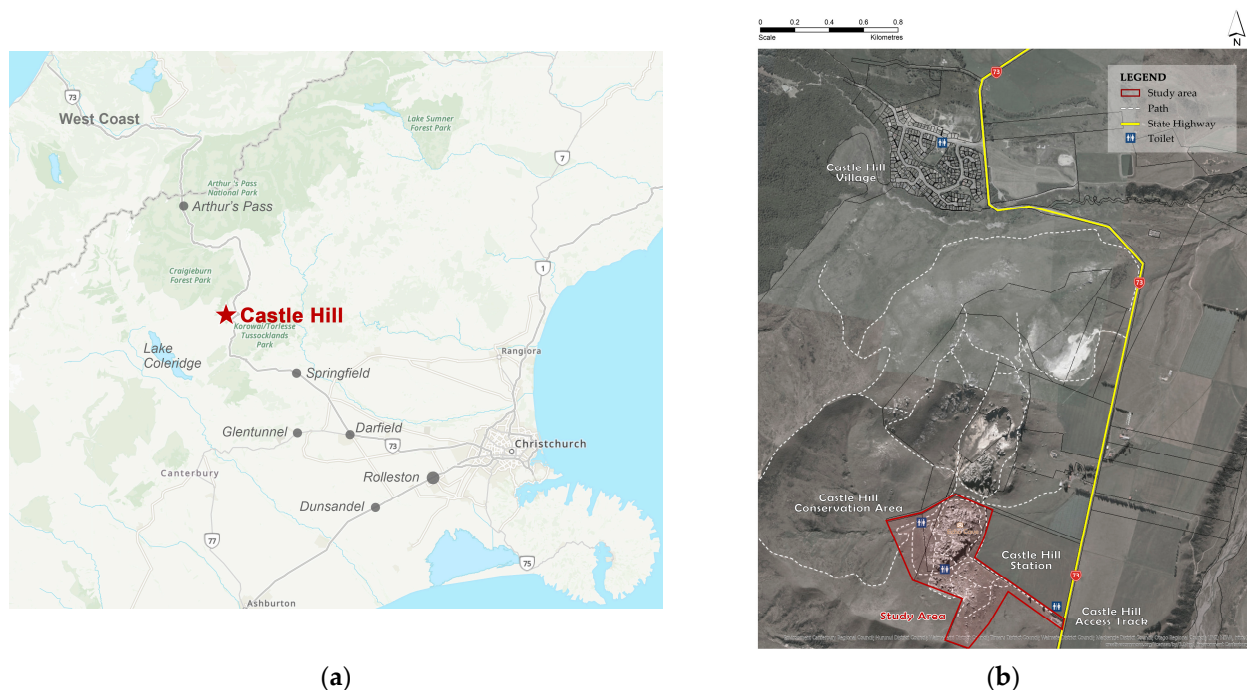 73
West Coast
Lake Sumner
Forest Park
7
Arthur 's Pass
National Park
Arthur's Pass
Craigieburn
Forest Park
1
Castle Hill
Korowai/Torlesse
Tussocklands
Park
Lake
Coleridge
Rangiora
Springfield
Glentunnel
Darfield
73
Christchurch
Canterbury
Rolleston
Dunsandel
77
75
Ashburton
(a)
0 0.2 0.4 0.6 0.8
Scale Kilometres
N
73
LEGEND
Study area
Path
State Highway
Toilet
Castle Hill
Village
73
Castle Hill
Conservation Area
Castle Hill
Station
73
Study Area
Castle Hill
Access Track
(b)